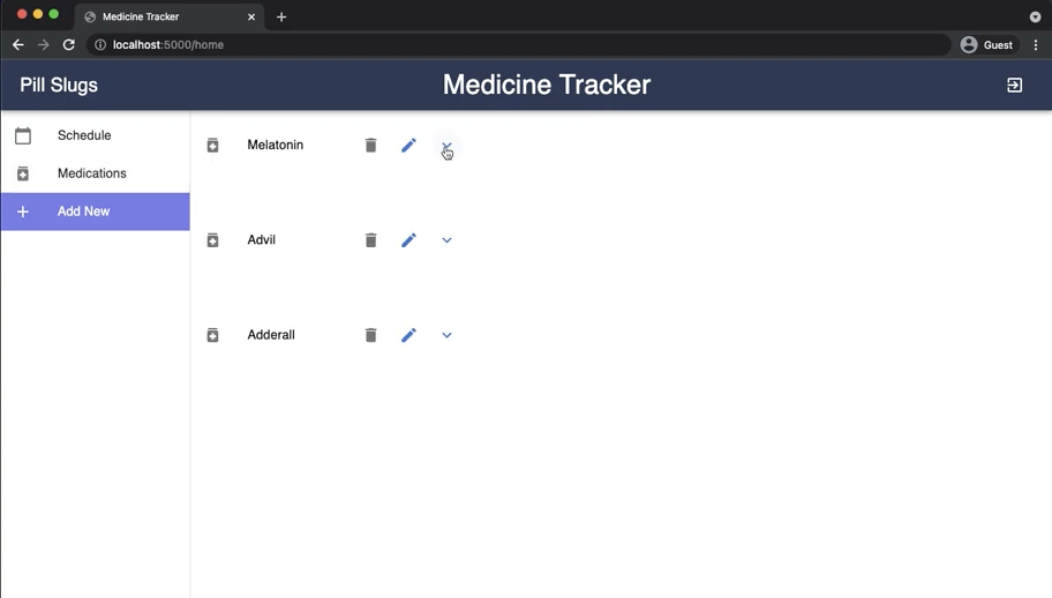 Medicine Tracker
localhost:5000/home
Guest
Pill Slugs
Medicine Tracker
Schedule
Medications
Add New
Melatonin
Advil
Adderall